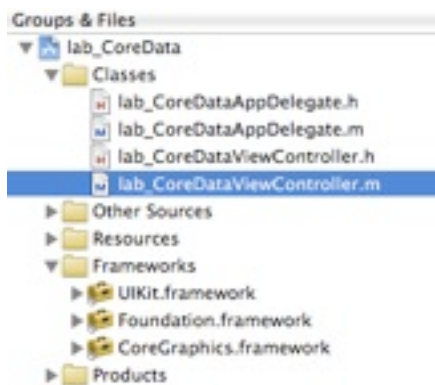 Groups & Files
lab_CoreData
Classes
lab_CoreDataAppDelegate.h
lab_CoreDataAppDelegate.m
lab_CoreDataViewController.h
lab_CoreDataViewController.m
Other Sources
Resources
Frameworks
UIKit.framework
Foundation.framework
CoreGraphics.framework
Products